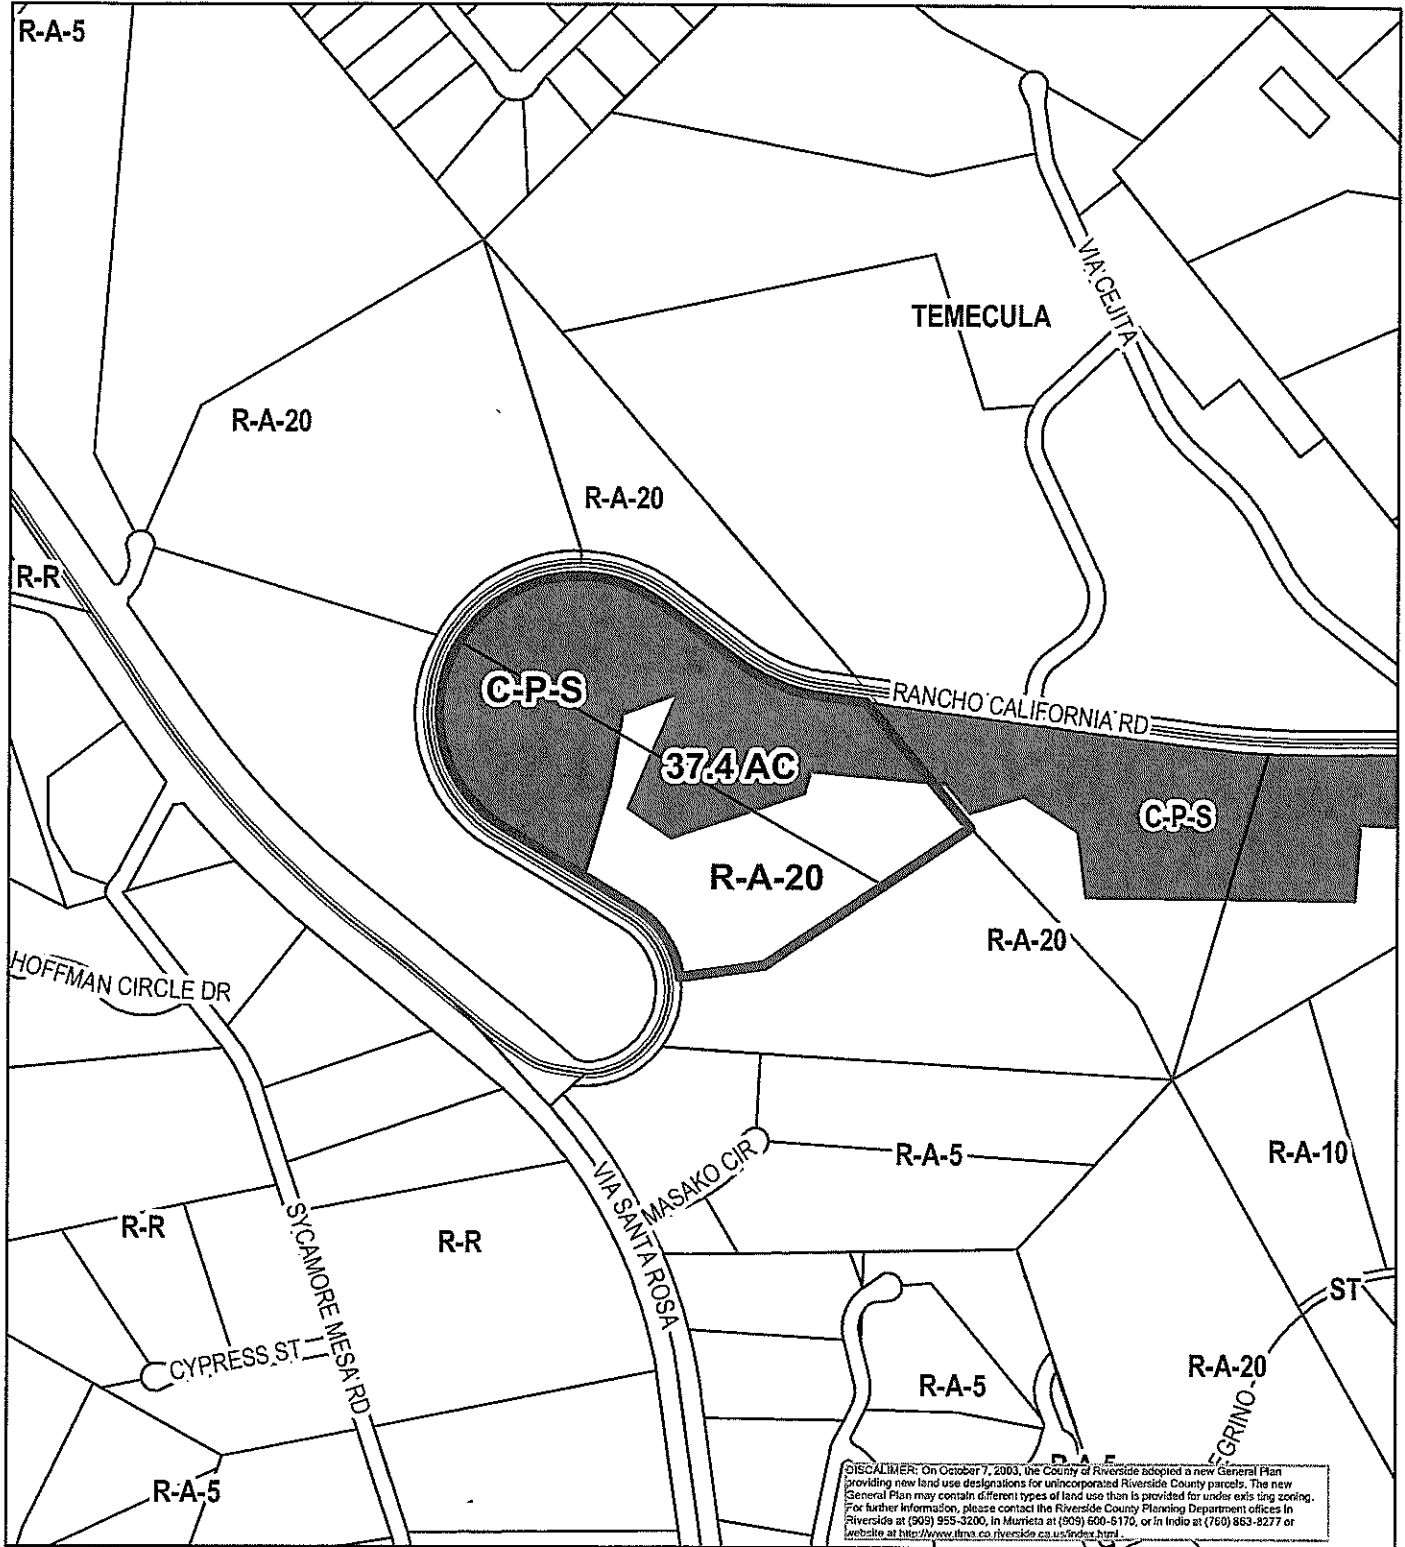 R-A-5
VIA CEJITA
TEMECULA
R-A-20
R-A-20
R-R
C-P-S
RANCHO CALIFORNIA RD
37.4 AC
C-P-S
R-A-20
R-A-20
HOFFMAN CIRCLE DR
R-A-5
R-A-10
MASAKO CIR
VIA SANTA ROSA
R-R
R-R
SYCAMORE MESA RD
ST
CYPRESS ST
R-A-20
R-A-5
EGRINO
R-A-5
R-A-5
DISCALIMER: On October 7, 2003, the County of Riverside adopted a new General Plan
providing new land use designations for unincorporated Riverside County parcels. The new
General Plan may contain different types of land use than is provided for under existing zoning.
For further information, please contact the Riverside County Planning Department offices in
Riverside at (909) 955-3200, in Murrieta at (909) 600-6170, or in Indio at (760) 863-8277 or
website at http://www.tlma.co.riverside.ca.us/index.html .